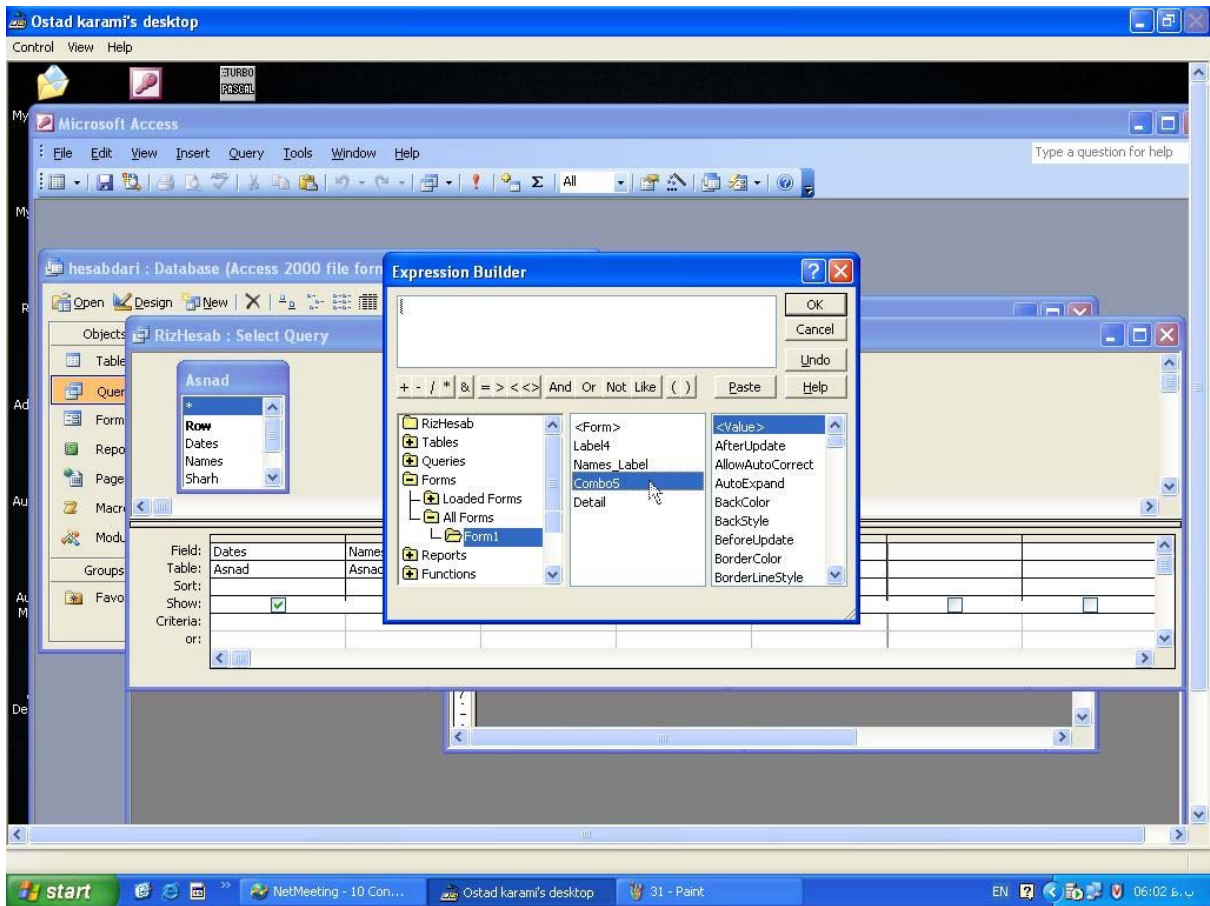 Ostad karami's desktop
Control View Help
TURBO
PASCAL
My
Microsoft Access
File Edit View Insert Query Tools Window Help
Type a question for help
All
hesabdari : Database (Access 2000 file form
Open Design New
Objects
Table
Quer
Form
Repo
Page
Macr
Modu
Groups
Favo
RizHesab : Select Query
Asnad
*
Row
Dates
Names
Sharh
Field: Dates Names
Table: Asnad Asnad
Sort:
Show:
Criteria:
or:
Expression Builder
OK
Cancel
Undo
+ - / * & = > < <> And Or Not Like ( ) Paste Help
RizHesab
Tables
Queries
Forms
Loaded Forms
All Forms
Form1
Reports
Functions
<Form>
Label4
Names_Label
Combo5
Detail
<Value>
AfterUpdate
AllowAutoCorrect
AutoExpand
BackColor
BackStyle
BeforeUpdate
BorderColor
BorderLineStyle
start
NetMeeting - 10 Con...
Ostad karami's desktop
31 - Paint
EN
06:02 ب.ظ